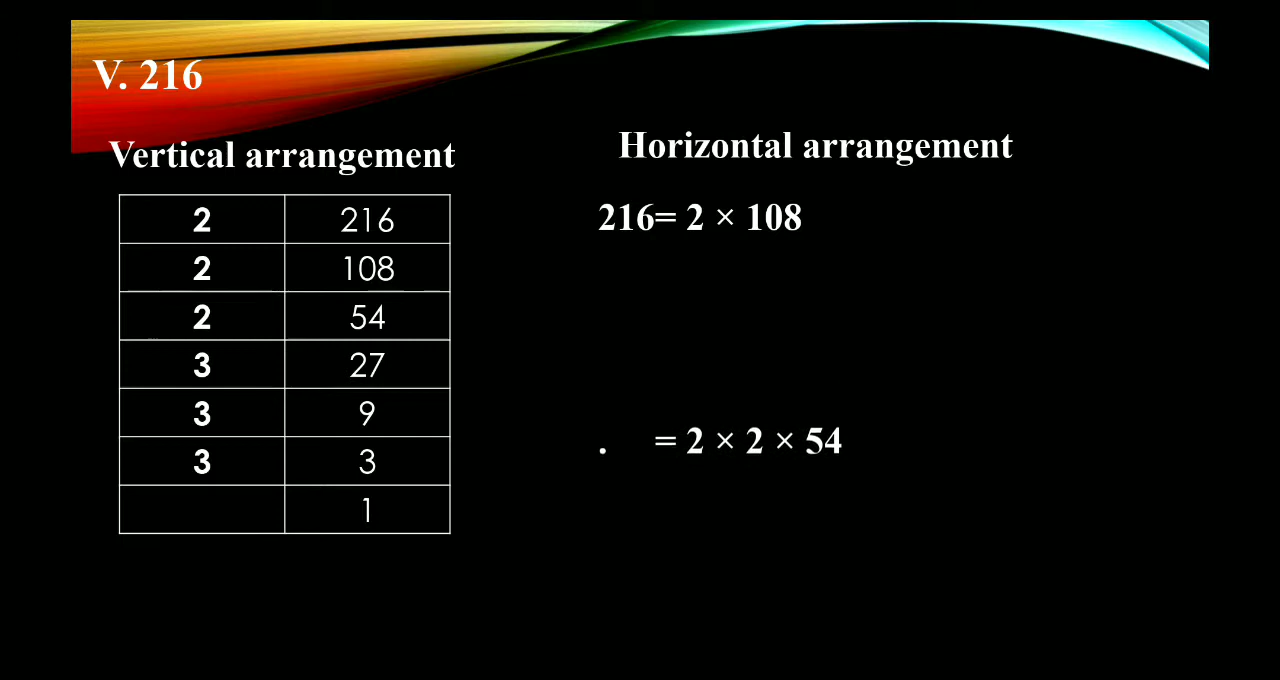 V. 216
Vertical arrangement
2 216
2 108
2 54
3 27
3 9
3 3
1
Horizontal arrangement
216= 2 × 108
. = 2 × 2 × 54